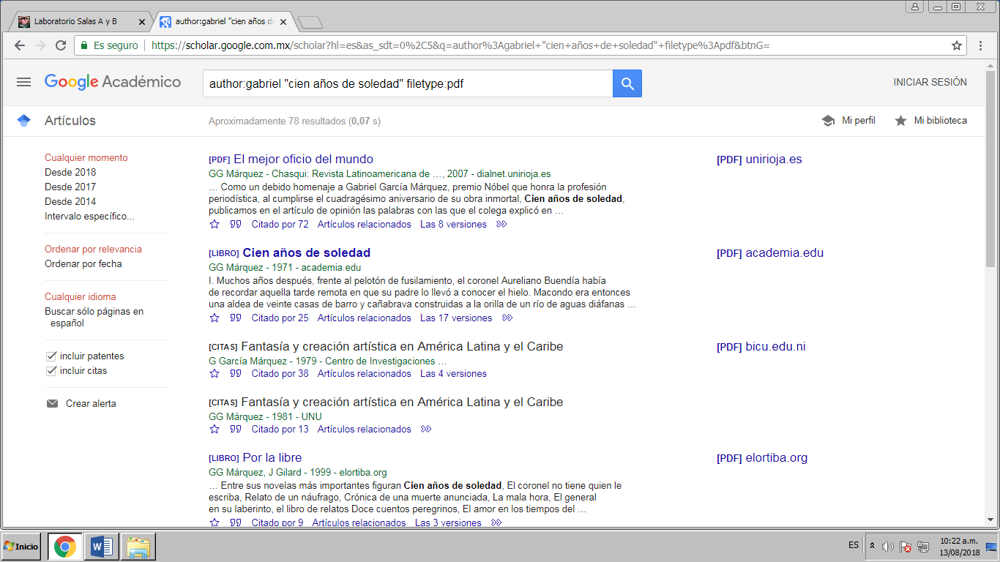 Laboratorio Salas A y B
author:gabriel "cien años de
Es seguro
https://scholar.google.com.mx/scholar?hl=es&as_sdt=0%2C5&q=author%3Agabriel+"cien+años+de+soledad"+filetype%3Apdf&btnG=
Google Académico
author:gabriel "cien años de soledad" filetype:pdf
INICIAR SESIÓN
Artículos
Aproximadamente 78 resultados (0,07 s)
Mi perfil
Mi biblioteca
Cualquier momento
Desde 2018
Desde 2017
Desde 2014
Intervalo específico...
Ordenar por relevancia
Ordenar por fecha
Cualquier idioma
Buscar sólo páginas en
español
incluir patentes
incluir citas
Crear alerta
[PDF] El mejor oficio del mundo
GG Márquez - Chasqui: Revista Latinoamericana de …, 2007 - dialnet.unirioja.es
… Como un debido homenaje a Gabriel García Márquez, premio Nóbel que honra la profesión
periodística, al cumplirse el cuadragésimo aniversario de su obra inmortal, Cien años de soledad,
publicamos en el artículo de opinión las palabras con las que el colega explicó en …
Citado por 72 Artículos relacionados Las 8 versiones
[PDF] unirioja.es
[LIBRO] Cien años de soledad
GG Márquez - 1971 - academia.edu
I. Muchos años después, frente al pelotón de fusilamiento, el coronel Aureliano Buendía había
de recordar aquella tarde remota en que su padre lo llevó a conocer el hielo. Macondo era entonces
una aldea de veinte casas de barro y cañabrava construidas a la orilla de un río de aguas diáfanas …
Citado por 25 Artículos relacionados Las 17 versiones
[PDF] academia.edu
[CITAS] Fantasía y creación artística en América Latina y el Caribe
G García Márquez - 1979 - Centro de Investigaciones …
Citado por 38 Artículos relacionados Las 4 versiones
[PDF] bicu.edu.ni
[CITAS] Fantasía y creación artística en América Latina y el Caribe
GG Márquez - 1981 - UNU
Citado por 13 Artículos relacionados
[LIBRO] Por la libre
GG Márquez, J Gilard - 1999 - elortiba.org
… Entre sus novelas más importantes figuran Cien años de soledad, El coronel no tiene quien le
escriba, Relato de un náufrago, Crónica de una muerte anunciada, La mala hora, El general
en su laberinto, el libro de relatos Doce cuentos peregrinos, El amor en los tiempos del …
Citado por 9 Artículos relacionados Las 3 versiones
[PDF] elortiba.org
Inicio
ES
10:22 a.m.
13/08/2018